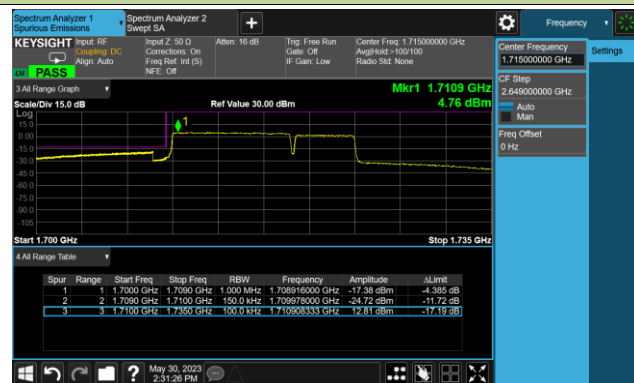 Spectrum Analyzer 1
Spurious Emissions
Spectrum Analyzer 2
Swept SA
Frequency
KEYSIGHT
Input: RF
Coupling: DC
Align: Auto
Input Z: 50 Ω
Corrections: On
Freq Ref: Int (S)
NFE: Off
Atten: 16 dB
Trig: Free Run
Gate: Off
IF Gain: Low
Center Freq: 1.715000000 GHz
Avg|Hold:>100/100
Radio Std: None
PASS
Center Frequency
1.715000000 GHz
Settings
CF Step
2.649000000 GHz
Auto
Man
Freq Offset
0 Hz
3 All Range Graph
Mkr1 1.7109 GHz
4.76 dBm
Scale/Div 15.0 dB
Ref Value 30.00 dBm
Log
15.0
0.00
-15.0
-30.0
-45.0
-60.0
-75.0
-90.0
-105
1
Start 1.700 GHz
Stop 1.735 GHz
4 All Range Table
Spur Range Start Freq Stop Freq RBW Frequency Amplitude ΔLimit
1 1 1.7000 GHz 1.7090 GHz 1.000 MHz 1.708916000 GHz -17.38 dBm -4.385 dB
2 2 1.7090 GHz 1.7100 GHz 150.0 kHz 1.709978000 GHz -24.72 dBm -11.72 dB
3 3 1.7100 GHz 1.7350 GHz 100.0 kHz 1.710908333 GHz 12.81 dBm -17.19 dB
May 30, 2023
2:31:26 PM